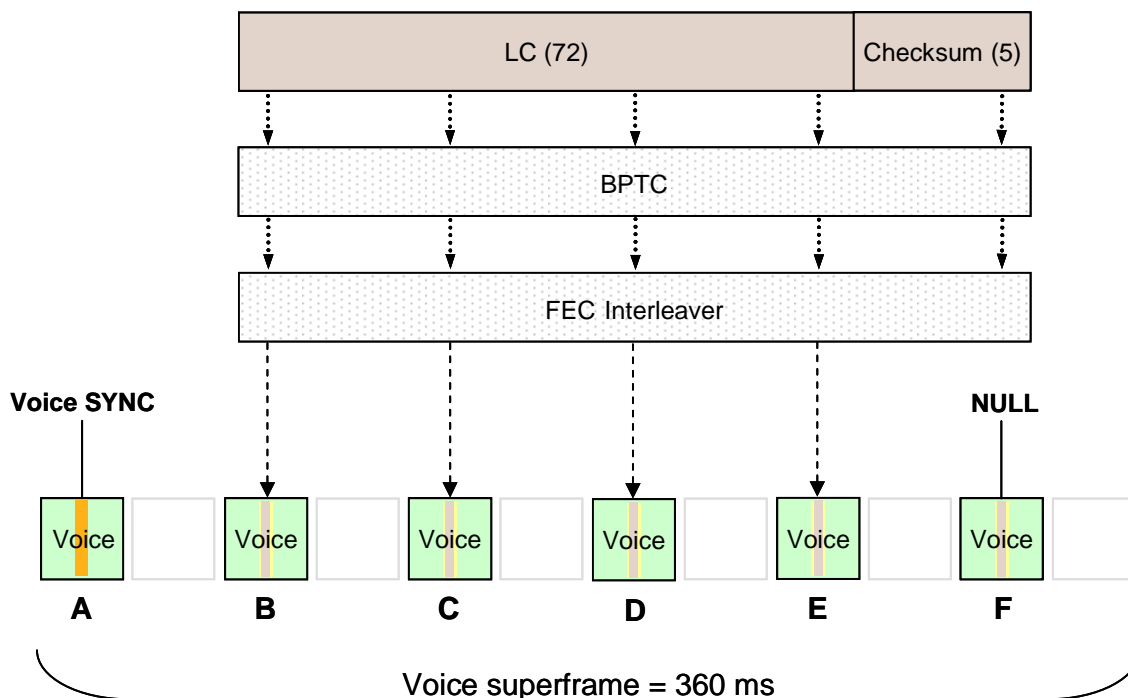 LC (72)
Checksum (5)
BPTC
FEC Interleaver
Voice SYNC
NULL
Voice
Voice
Voice
Voice
Voice
Voice
A
B
C
D
E
F
Voice superframe = 360 ms